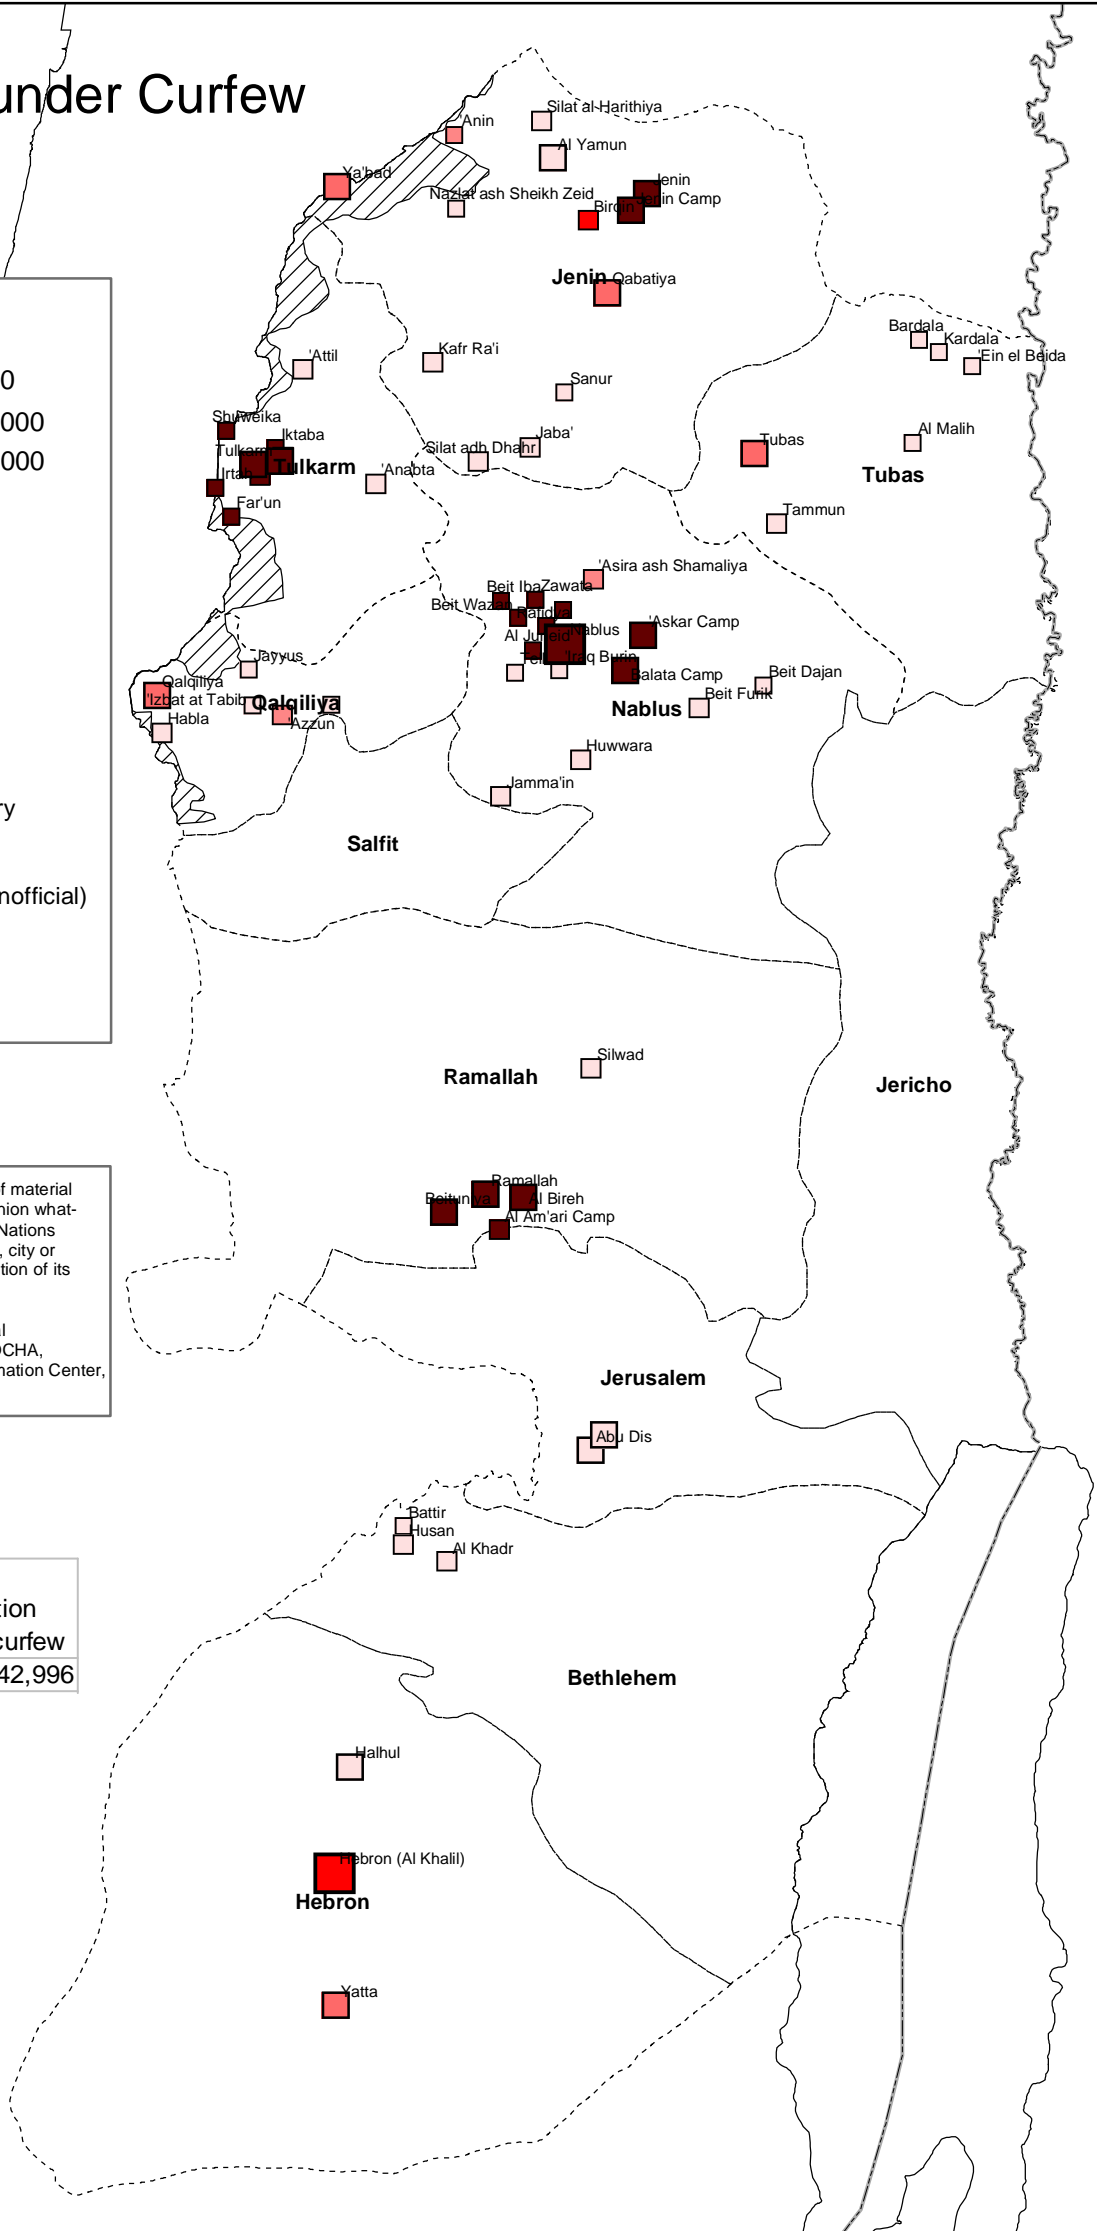 under Curfew
Silat al-Harithiya
'Anin
Al Yamun
Ya'bad
Nazlat ash Sheikh Zeid
Jenin
Jenin Camp
Birqin
Jenin
Qabatiya
0
000
000
Bardala
Kardala
'Ein el Beida
'Attil
Kafr Ra'i
Sanur
Shuweika
Iktaba
Tulkarm
Tulkarm
Irtah
Far'un
'Anabta
Silat adh Dhahr
Jaba'
Al Malih
Tubas
Tubas
Tammun
'Asira ash Shamaliya
Beit Iba
Zawata
Beit Wazan
Rafidya
Al Juneid
Nablus
'Askar Camp
'Iraq Burin
Balata Camp
Beit Dajan
Beit Furik
Nablus
Jayyus
Qalqiliya
'Izbat at Tabib
Qalqiliya
'Azzun
Habla
Huwwara
Jamma'in
ry
Salfit
nofficial)
Silwad
Ramallah
Jericho
Ramallah
Beituniya
Al Bireh
Al Am'ari Camp
of material
nion what-
Nations
, city or
tion of its
al
OCHA,
mation Center,
Jerusalem
Abu Dis
Battir
Husan
Al Khadr
tion
curfew
42,996
Bethlehem
Halhul
Hebron (Al Khalil)
Hebron
Yatta